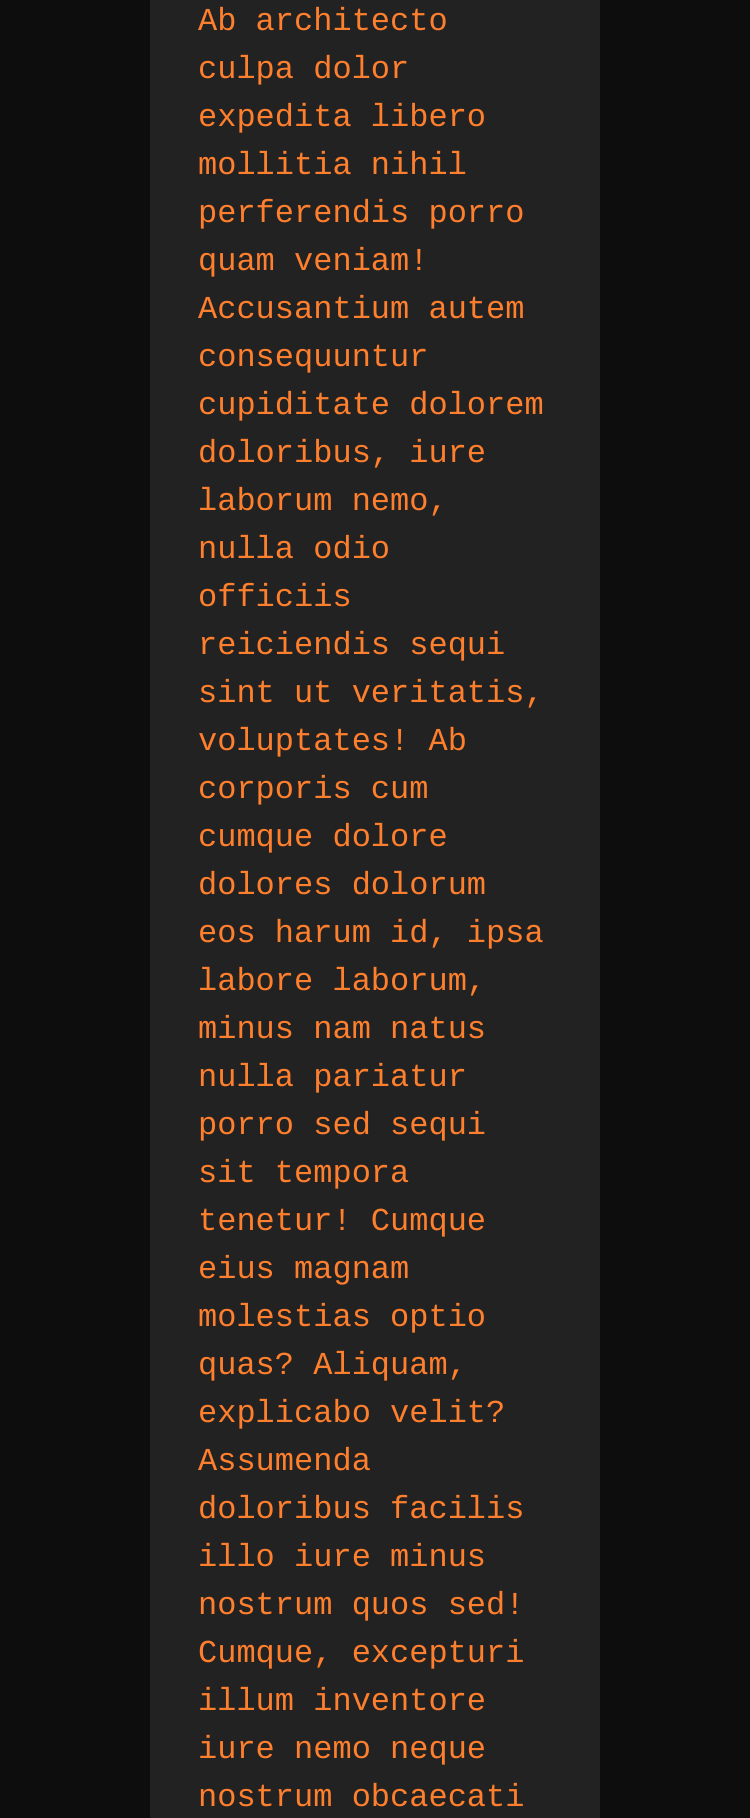 Ab architecto
culpa dolor
expedita libero
mollitia nihil
perferendis porro
quam veniam!
Accusantium autem
consequuntur
cupiditate dolorem
doloribus, iure
laborum nemo,
nulla odio
officiis
reiciendis sequi
sint ut veritatis,
voluptates! Ab
corporis cum
cumque dolore
dolores dolorum
eos harum id, ipsa
labore laborum,
minus nam natus
nulla pariatur
porro sed sequi
sit tempora
tenetur! Cumque
eius magnam
molestias optio
quas? Aliquam,
explicabo velit?
Assumenda
doloribus facilis
illo iure minus
nostrum quos sed!
Cumque, excepturi
illum inventore
iure nemo neque
nostrum obcaecati